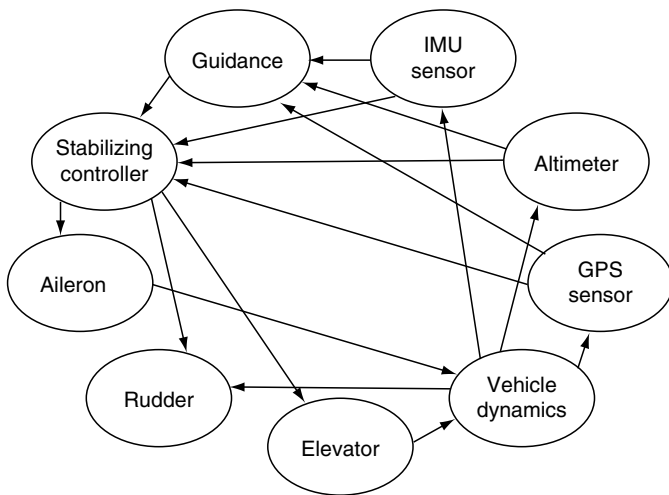 Guidance
IMU
sensor
Stabilizing
controller
Altimeter
Aileron
GPS
sensor
Rudder
Vehicle
dynamics
Elevator